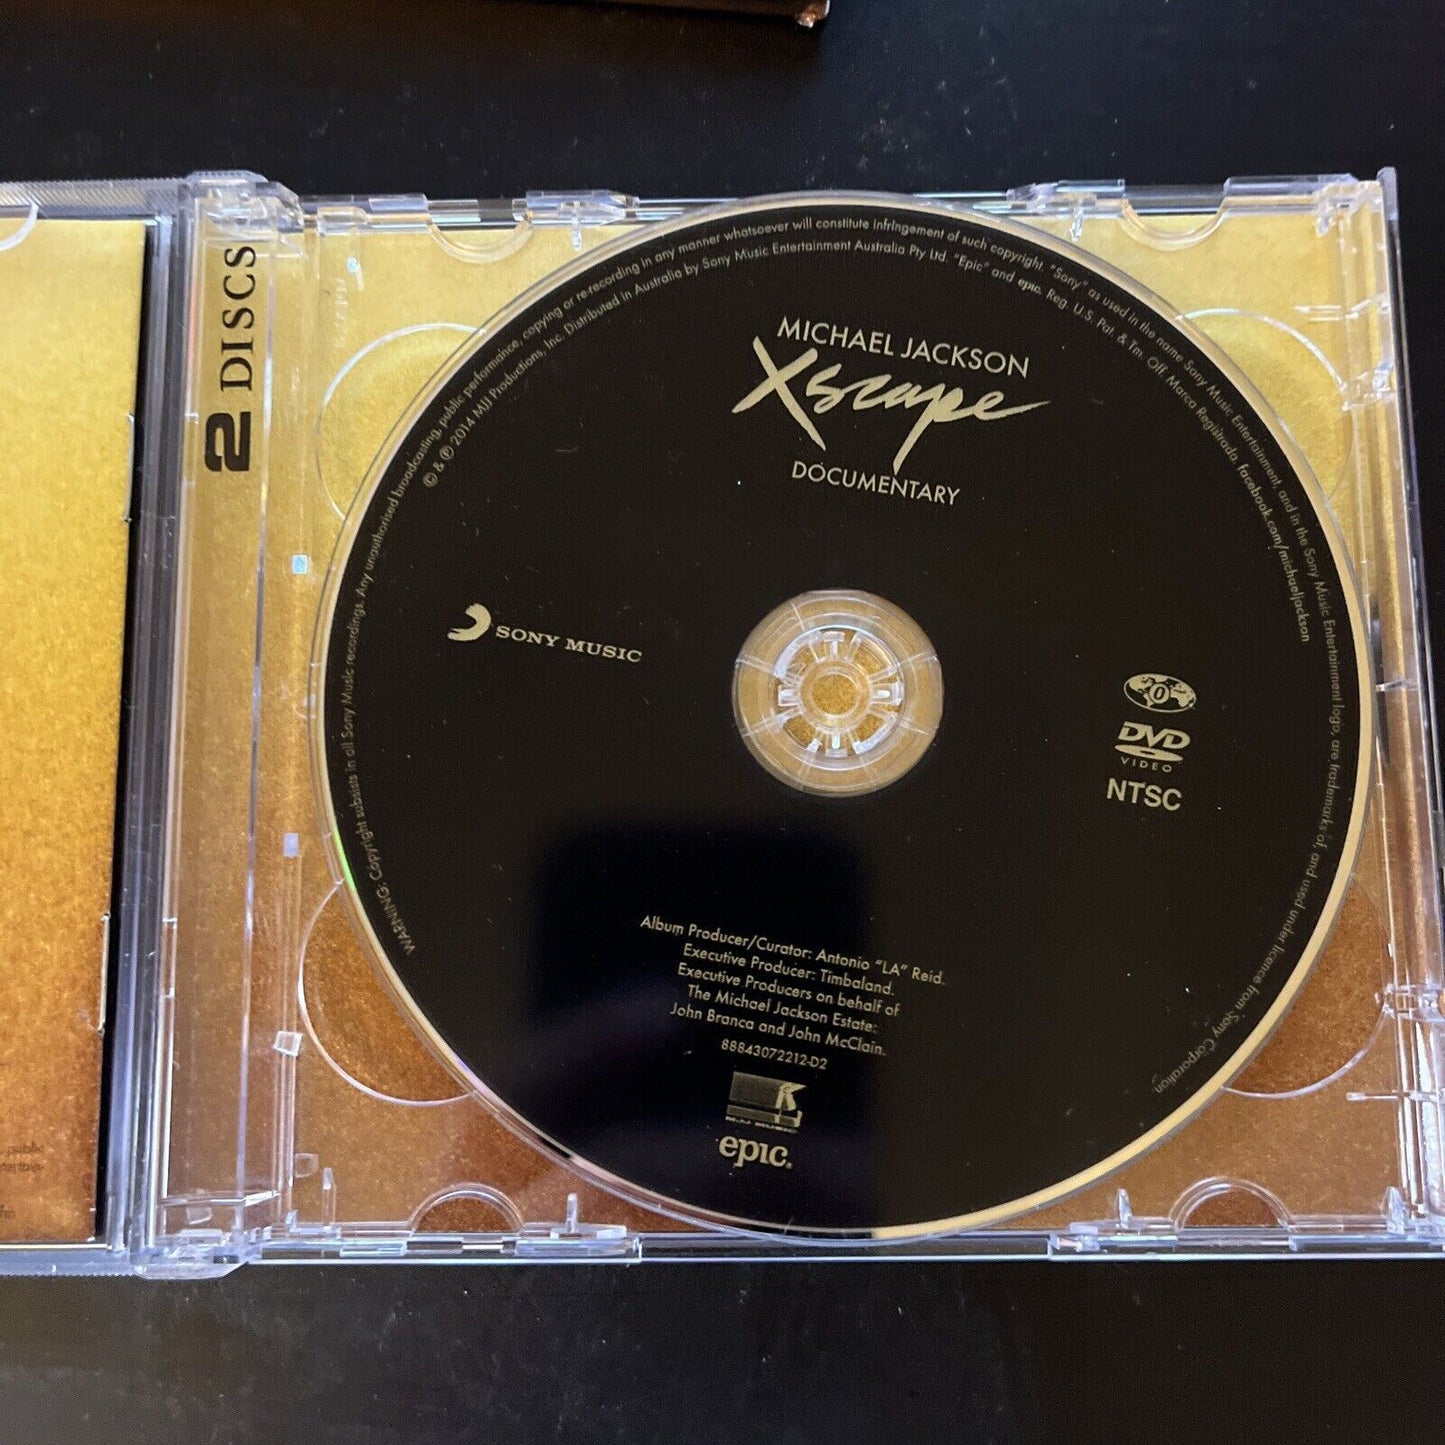 2 DISCS
MICHAEL JACKSON
Xscape
DOCUMENTARY
SONY MUSIC
0
DVD
VIDEO
NTSC
Album Producer/Curator: Antonio "LA" Reid.
Executive Producer: Timbaland.
Executive Producers on behalf of
The Michael Jackson Estate:
John Branca and John McClain.
88843072212-D2
MJJ MUSIC
epic.
WARNING: Copyright subsists in all Sony Music recordings. Any unauthorised broadcasting, public performance, copying or re-recording in any manner whatsoever will constitute infringement of such copyright. "Sony" as used in the name Sony Music Entertainment, and in the Sony Music Entertainment logo, are trademarks of, and used under licence from Sony Corporation
© & ℗ 2014 MJJ Productions, Inc. Distributed in Australia by Sony Music Entertainment Australia Pty Ltd. "Epic" and epic. Reg. U.S. Pat. & Tm. Off. Marca Registrada. facebook.com/michaeljackson
public